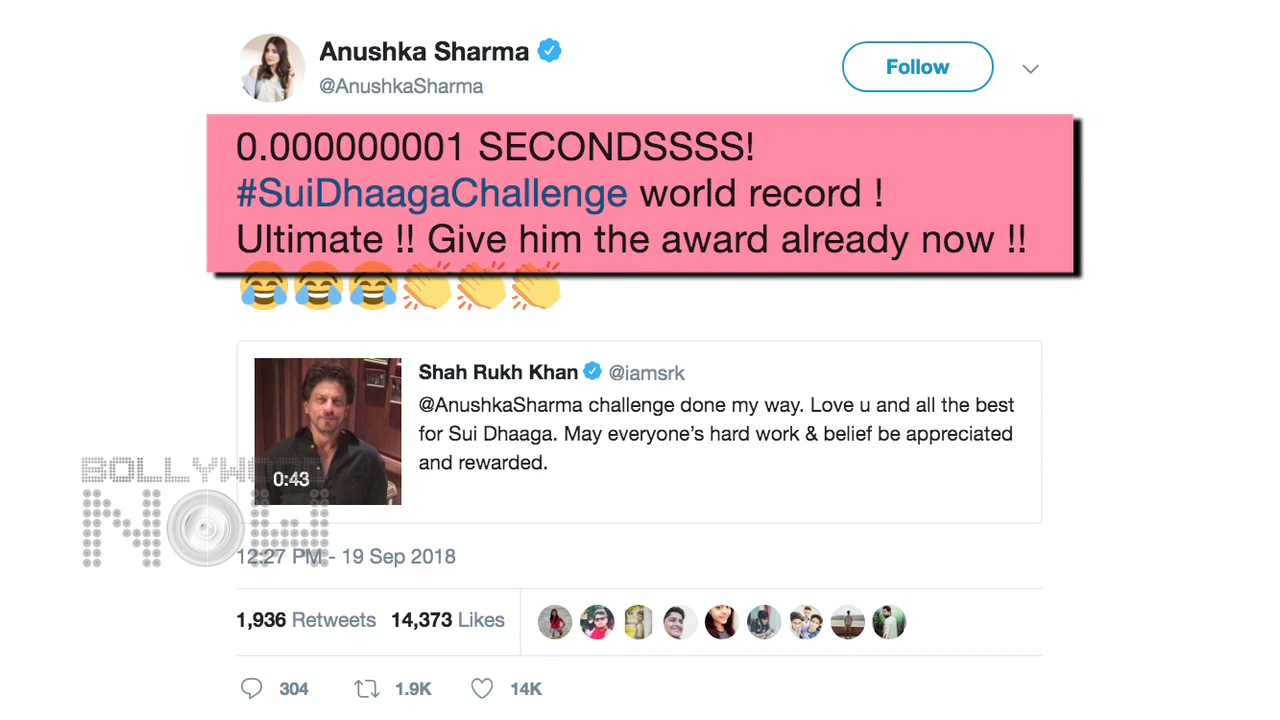 Anushka Sharma
@AnushkaSharma
Follow
0.000000001 SECONDSSSS!
#SuiDhaagaChallenge world record !
Ultimate !! Give him the award already now !!
Shah Rukh Khan @iamsrk
@AnushkaSharma challenge done my way. Love u and all the best
for Sui Dhaaga. May everyone’s hard work & belief be appreciated
and rewarded.
0:43
BOLLYWOOD
NOW
12:27 PM - 19 Sep 2018
1,936 Retweets 14,373 Likes
304 1.9K 14K